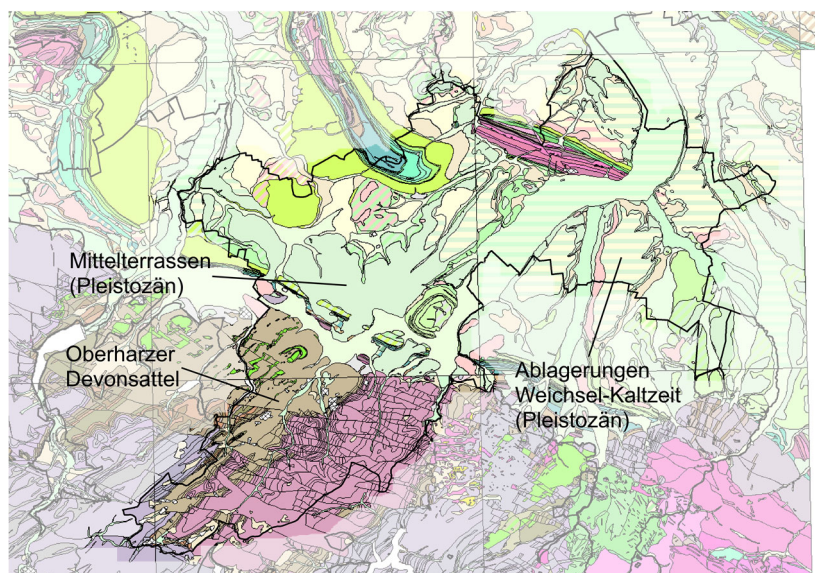 Mittelterrassen
(Pleistozän)
Oberharzer
Devonsattel
Ablagerungen
Weichsel-Kaltzeit
(Pleistozän)